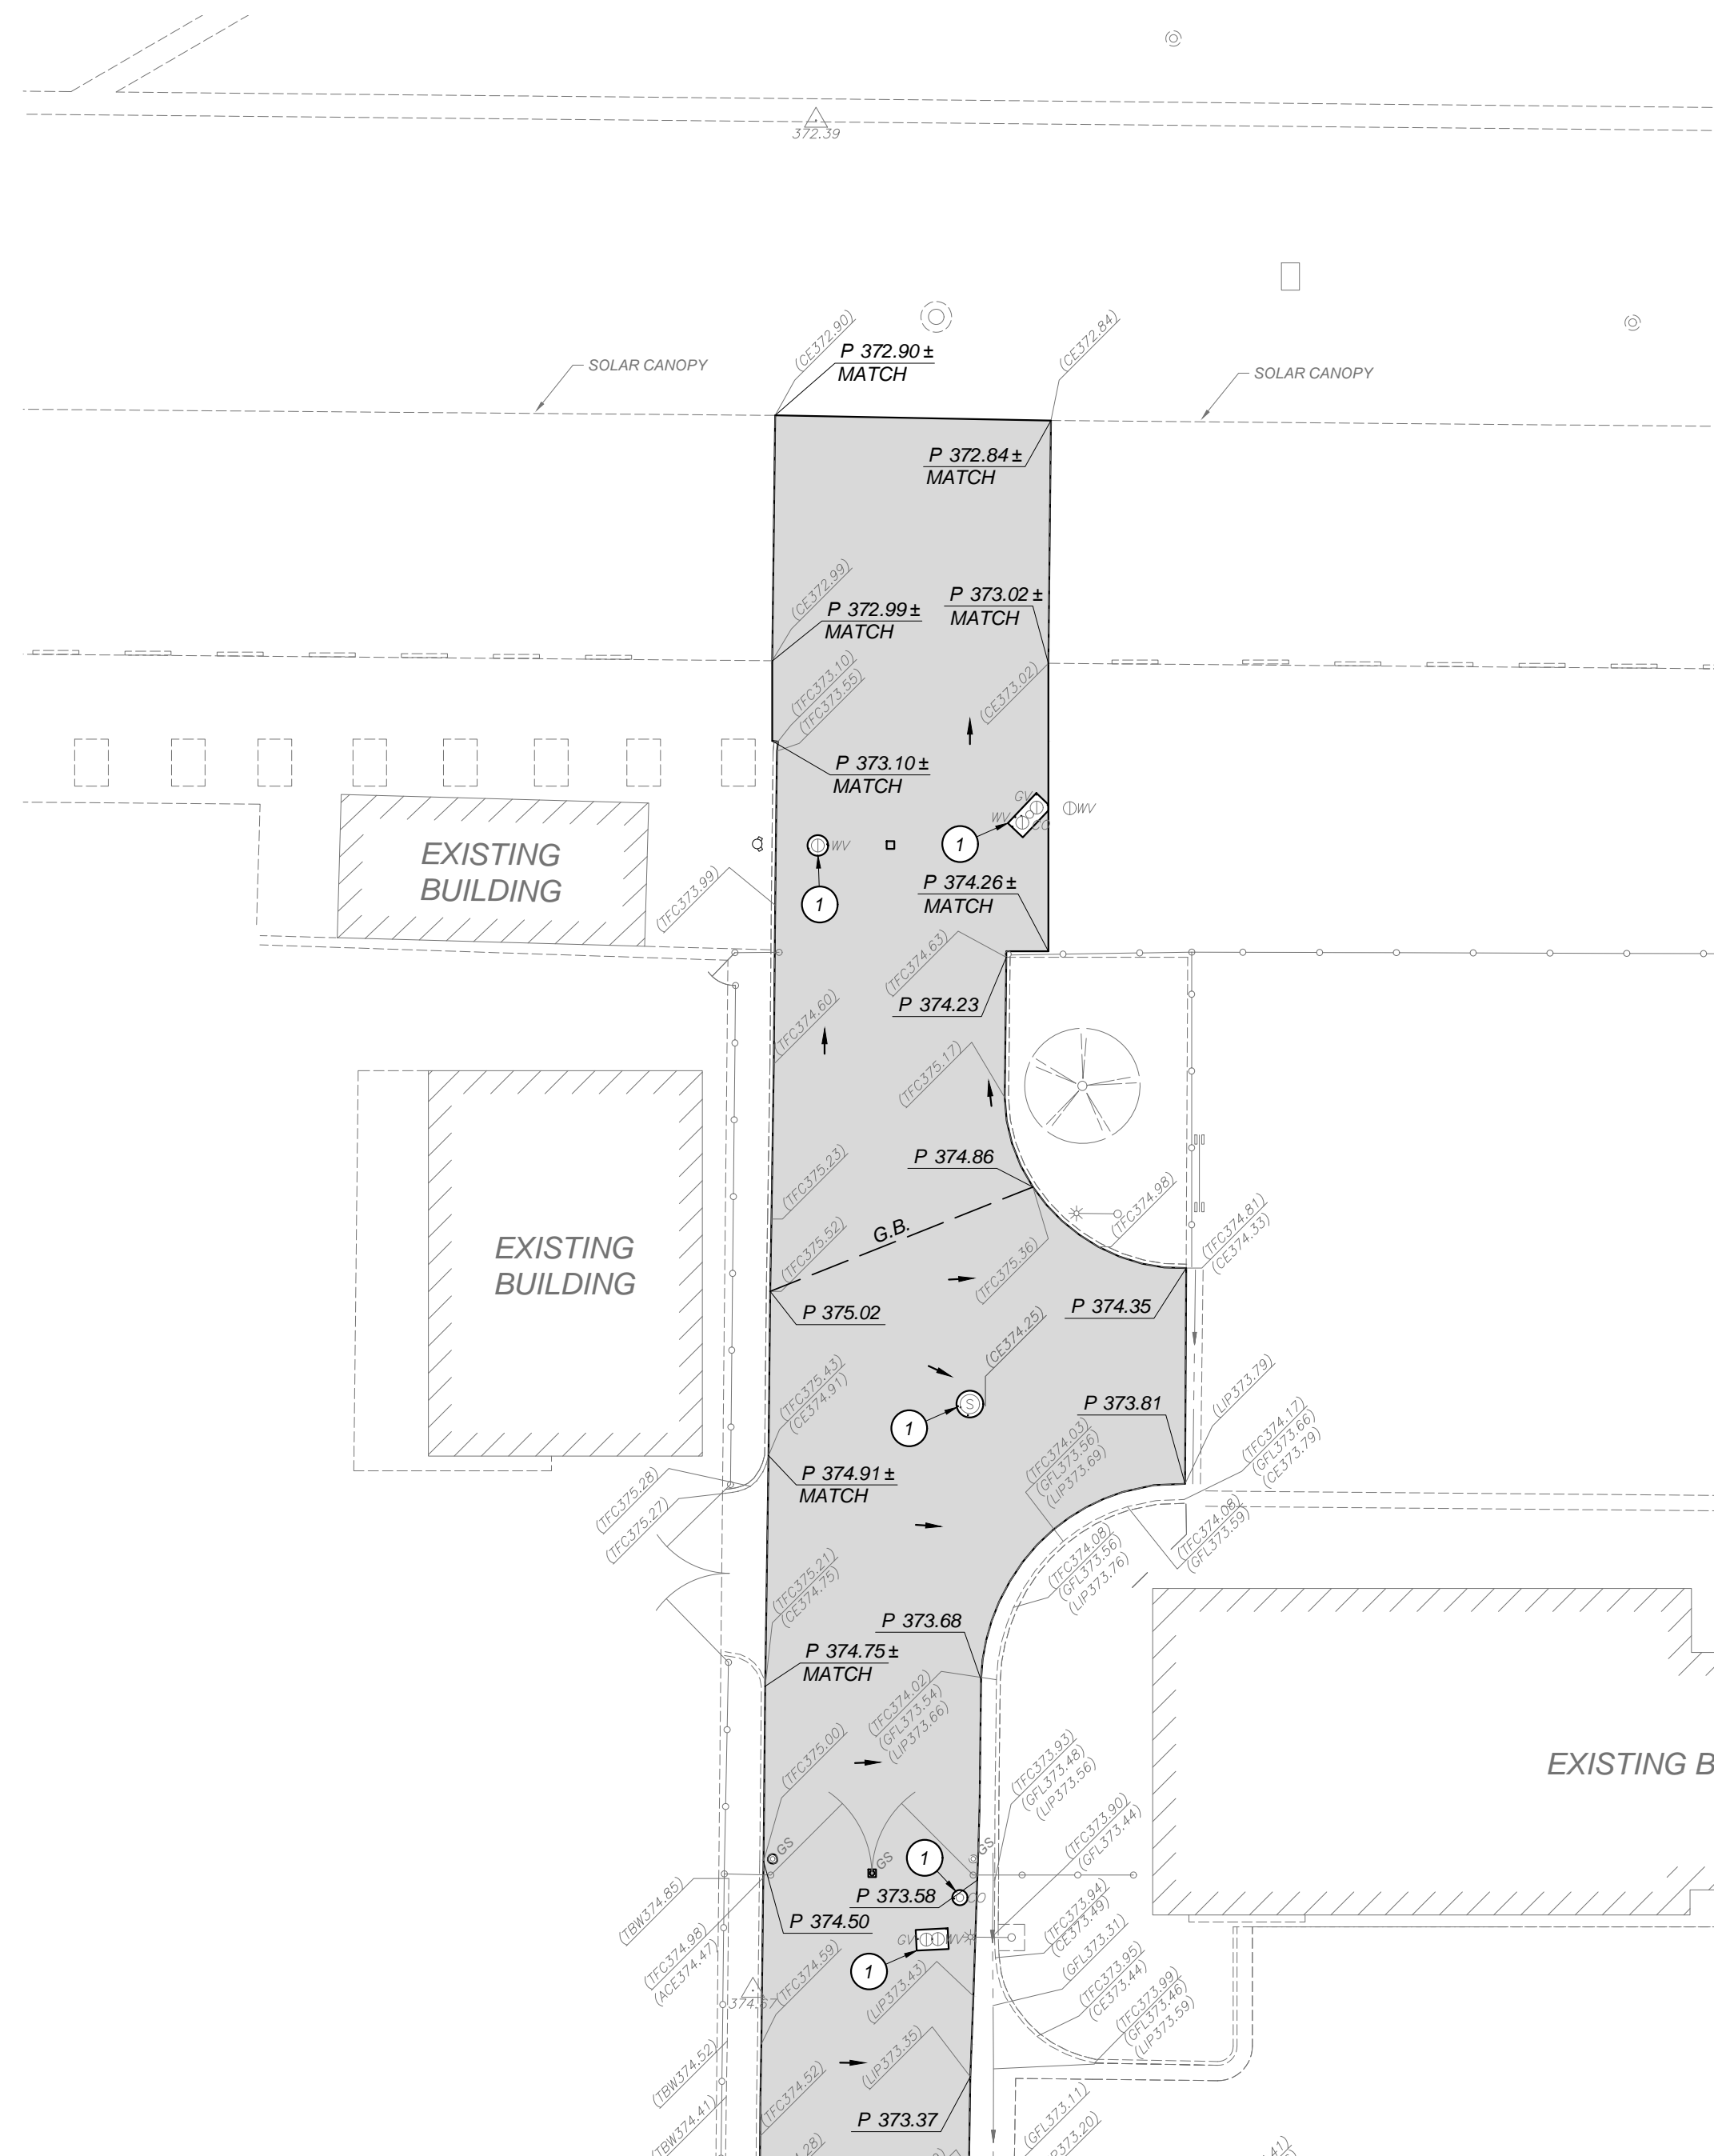 372.39
(CE372.90)
P 372.90 ±
MATCH
(CE372.84)
SOLAR CANOPY
SOLAR CANOPY
P 372.84 ±
MATCH
(CE372.99)
P 372.99 ±
MATCH
P 373.02 ±
MATCH
(TFC373.10)
(TFC373.55)
(CE373.02)
P 373.10 ±
MATCH
GV
WV
CO
WV
1
WV
1
EXISTING
BUILDING
(TFC373.99)
P 374.26 ±
MATCH
(TFC374.63)
P 374.23
(TFC374.60)
(TFC375.17)
P 374.86
(TFC375.23)
(TFC374.98)
(TFC374.81)
(CE374.33)
G.B.
(TFC375.52)
(TFC375.36)
EXISTING
BUILDING
P 375.02
P 374.35
(CE374.25)
(TFC375.43)
(CE374.91)
S
1
P 373.81
(LIP373.79)
(TFC374.17)
(GFL373.66)
(CE373.79)
(TFC374.03)
(GFL373.56)
(LIP373.69)
P 374.91 ±
MATCH
(TFC375.28)
(TFC375.27)
(TFC374.08)
(GFL373.59)
(TFC374.08)
(GFL373.56)
(LIP373.76)
(TFC375.21)
(CE374.75)
P 373.68
P 374.75 ±
MATCH
(TFC374.02)
(GFL373.54)
(LIP373.66)
(TFC375.00)
(TFC373.93)
(GFL373.48)
(LIP373.56)
EXISTING B
(TFC373.90)
(GFL373.44)
GS
GS
GS
1
CO
P 373.58
(TBW374.85)
P 374.50
(TFC374.98)
(ACE374.47)
(TFC373.94)
(CE373.49)
(GFL373.31)
GV
WV
1
(TFC374.59)
(LIP373.43)
374.67
(TFC373.95)
(CE373.44)
(TFC373.99)
(GFL373.46)
(LIP373.59)
(LIP373.35)
(TBW374.52)
(TFC374.52)
P 373.37
(TBW374.41)
(GFL373.11)